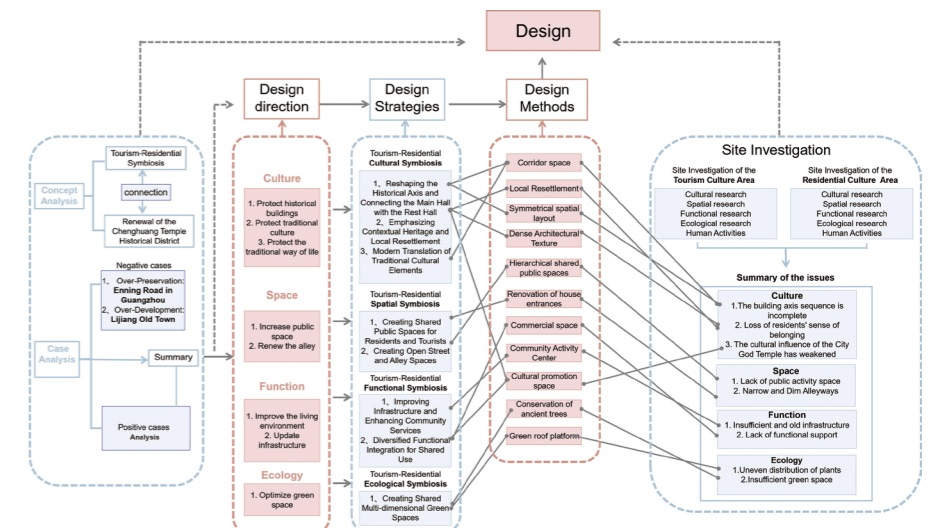 Design
Design
direction
Design
Strategies
Design
Methods
Concept
Analysis
Tourism-Residential
Symbiosis
connection
Renewal of the
Chenghuang Tempie
Historical District
Negative cases
1、 Over-Preservation:
Enning Road in
Guangzhou
2、 Over-Development:
Lijiang Old Town
Case
Analysis
Summary
Positive cases
Analysis
Culture
1. Protect historical
buildings
2. Protect traditional
culture
3. Protect the
traditional way of life
Space
1. Increase public
space
2. Renew the alley
Function
1. Improve the living
environment
2. Update
infrastructure
Ecology
1. Optimize green
space
Tourism-Residential
Cultural Symbiosis
1、 Reshaping the
Historical Axis and
Connecting the Main Hall
with the Rest Hall
2、 Emphasizing
Contextual Heritage and
Local Resettlement
3、 Modern Translation of
Traditional Cultural
Elements
Tourism-Residential
Spatial Symbiosis
1、 Creating Shared
Public Spaces for
Residents and Tourists
2、 Creating Open Street
and Alley Spaces
Tourism-Residential
Functional Symbiosis
1、 Improving
Infrastructure and
Enhancing Community
Services
2、 Diversified Functional
Integration for Shared
Use
Tourism-Residential
Ecological Symbiosis
1、 Creating Shared
Multi-dimensional Green
Spaces
Corridor space
Local Resettlement
Symmetrical spatial
layout
Dense Architectural
Texture
Hierarchical shared
public spaces
Renovation of house
entrances
Commercial space
Community Activity
Center
Cultural promotion
space
Conservation of
ancient trees
Green roof platform
Site Investigation
Site Investigation of the
Tourism Culture Area
Cultural research
Spatial research
Functional research
Ecological research
Human Activities
Site Investigation of the
Residential Culture Area
Cultural research
Spatial research
Functional research
Ecological research
Human Activities
Summary of the issues
Culture
1.The building axis sequence is
incomplete
2. Loss of residents' sense of
belonging
3. The cultural influence of the City
God Temple has weakened
Space
1. Lack of public activity space
2. Narrow and Dim Alleyways
Function
1. Insufficient and old infrastructure
2. Lack of functional support
Ecology
1.Uneven distribution of plants
2.Insufficient green space